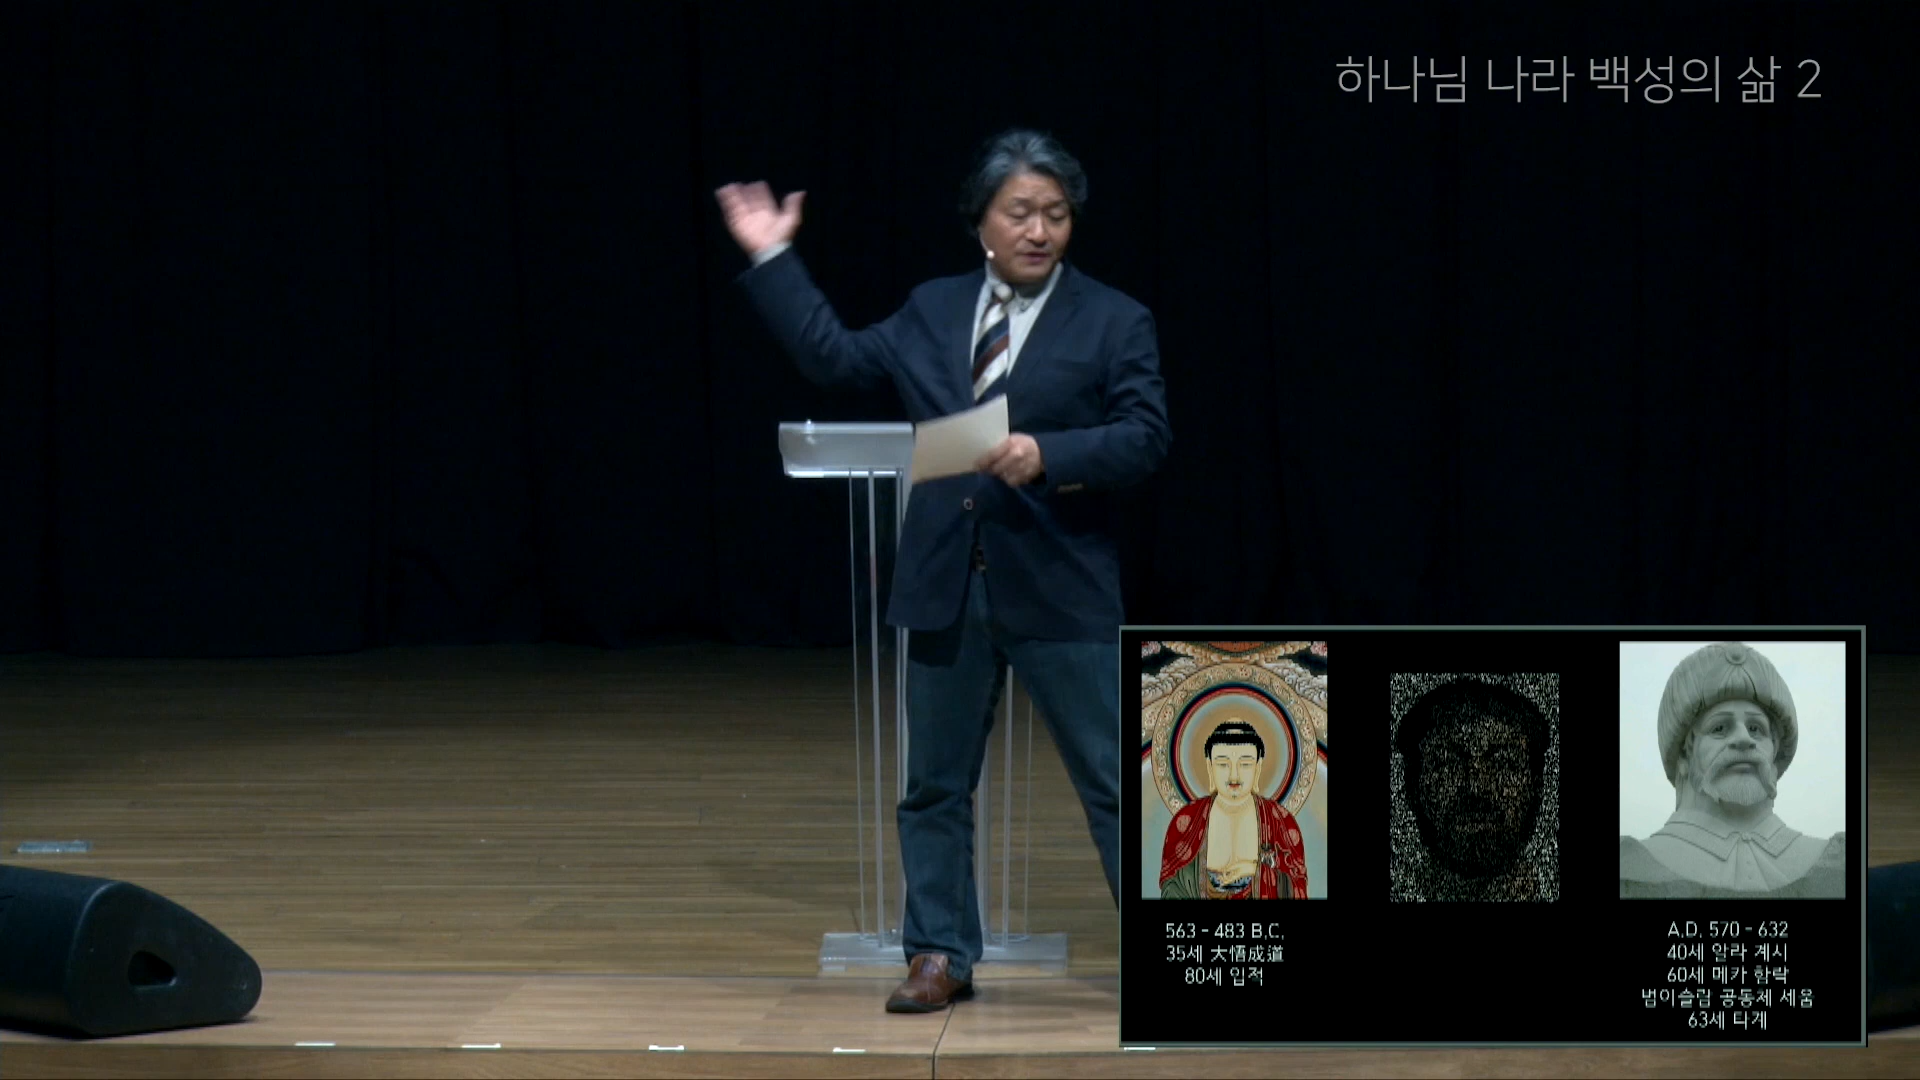 하나님 나라 백성의 삶 2
563 - 483 B.C.
35세 大悟成道
80세 입적
A.D. 570 - 632
40세 알라 계시
60세 메카 함락
범이슬람 공동체 세움
63세 타계